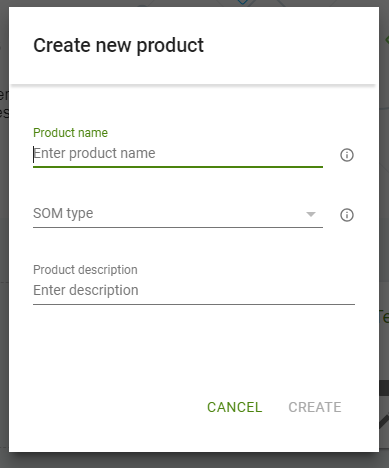 Create new product
Product name
Enter product name
SOM type
Product description
Enter description
CANCEL CREATE